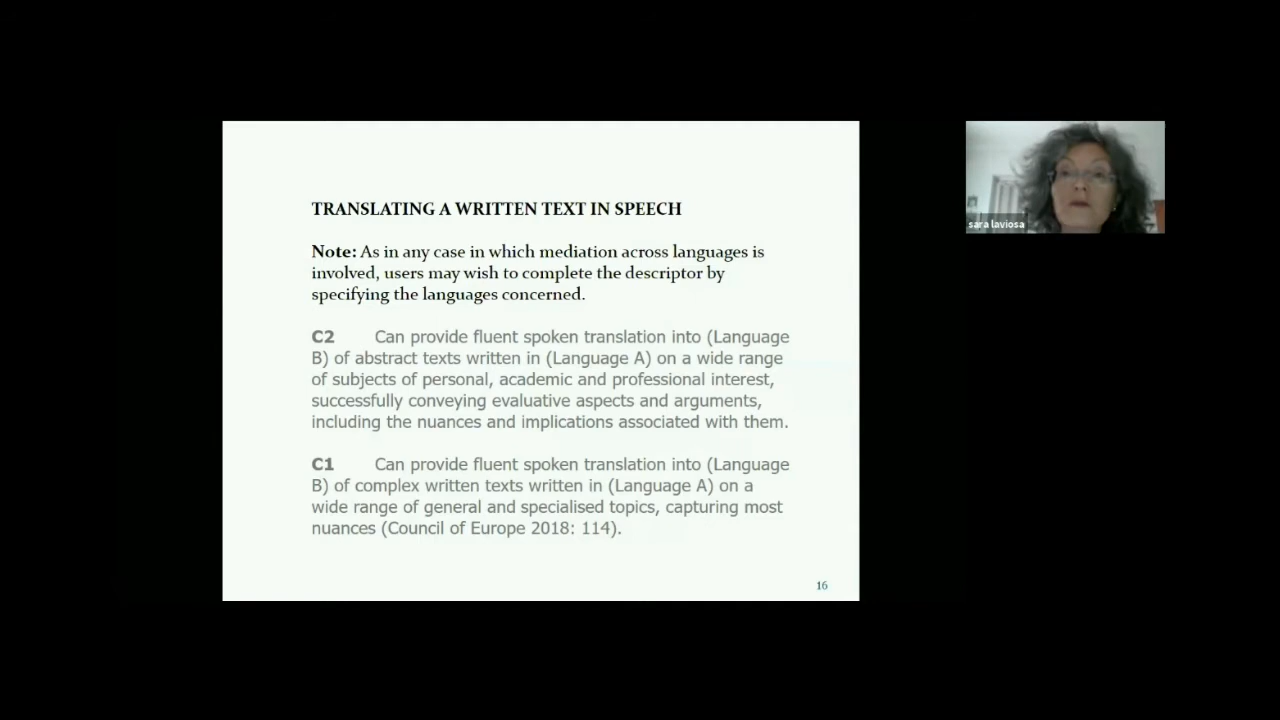 TRANSLATING A WRITTEN TEXT IN SPEECH
Note: As in any case in which mediation across languages is
involved, users may wish to complete the descriptor by
specifying the languages concerned.
C2 Can provide fluent spoken translation into (Language
B) of abstract texts written in (Language A) on a wide range
of subjects of personal, academic and professional interest,
successfully conveying evaluative aspects and arguments,
including the nuances and implications associated with them.
C1 Can provide fluent spoken translation into (Language
B) of complex written texts written in (Language A) on a
wide range of general and specialised topics, capturing most
nuances (Council of Europe 2018: 114).
16
sara laviosa